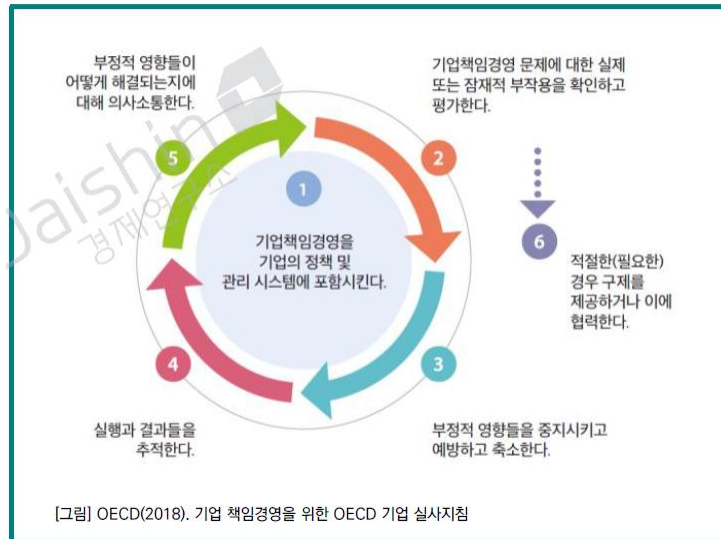 부정적 영향들이
어떻게 해결되는지에
대해 의사소통한다.
기업책임경영 문제에 대한 실제
또는 잠재적 부작용을 확인하고
평가한다.
5
2
1
기업책임경영을
기업의 정책 및
관리 시스템에 포함시킨다.
6
적절한(필요한)
경우 구제를
제공하거나 이에
협력한다.
4
3
실행과 결과들을
추적한다.
부정적 영향들을 중지시키고
예방하고 축소한다.
Daishin
경제연구소
[그림] OECD(2018). 기업 책임경영을 위한 OECD 기업 실사지침